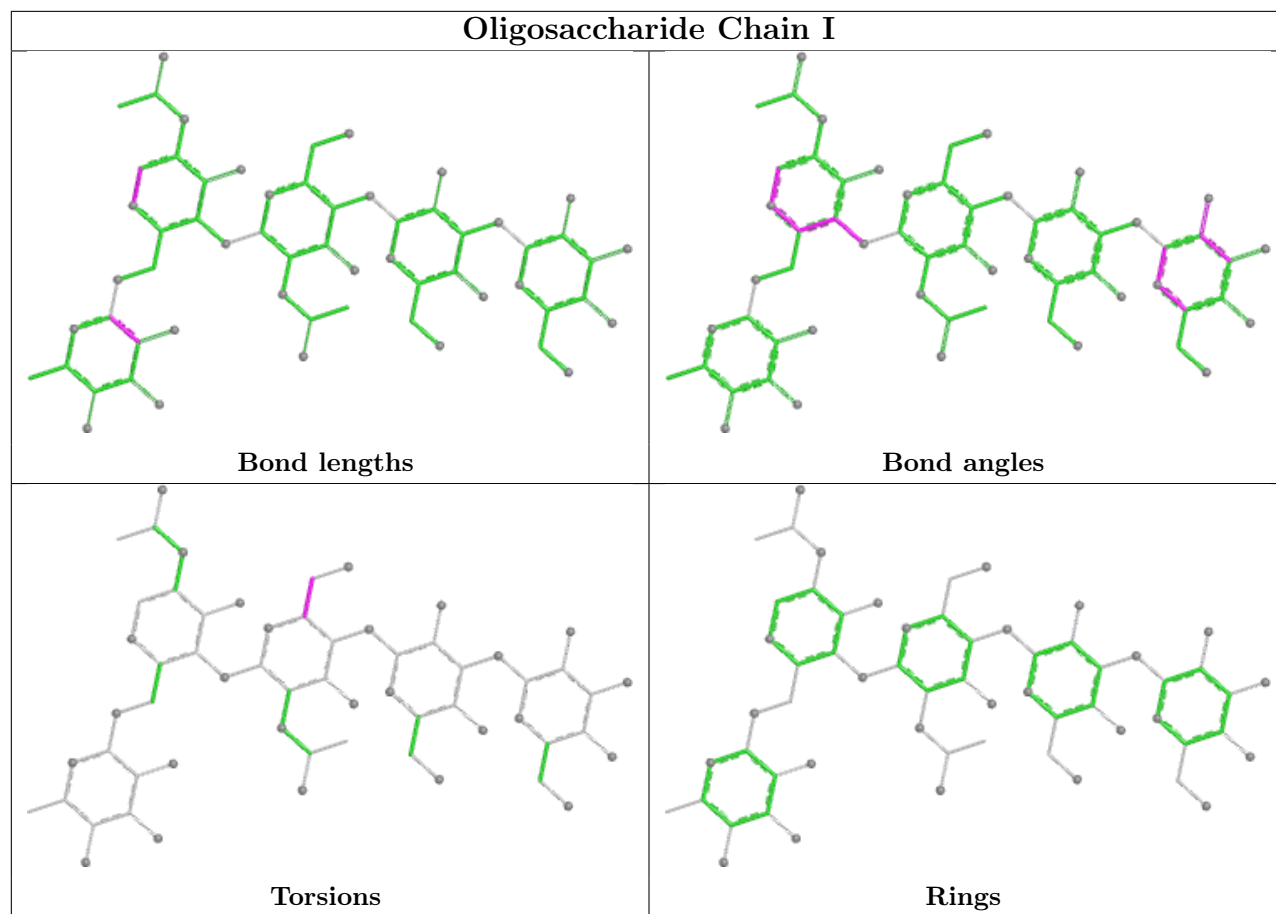 Oligosaccharide Chain I
Bond lengths
Bond angles
Torsions
Rings